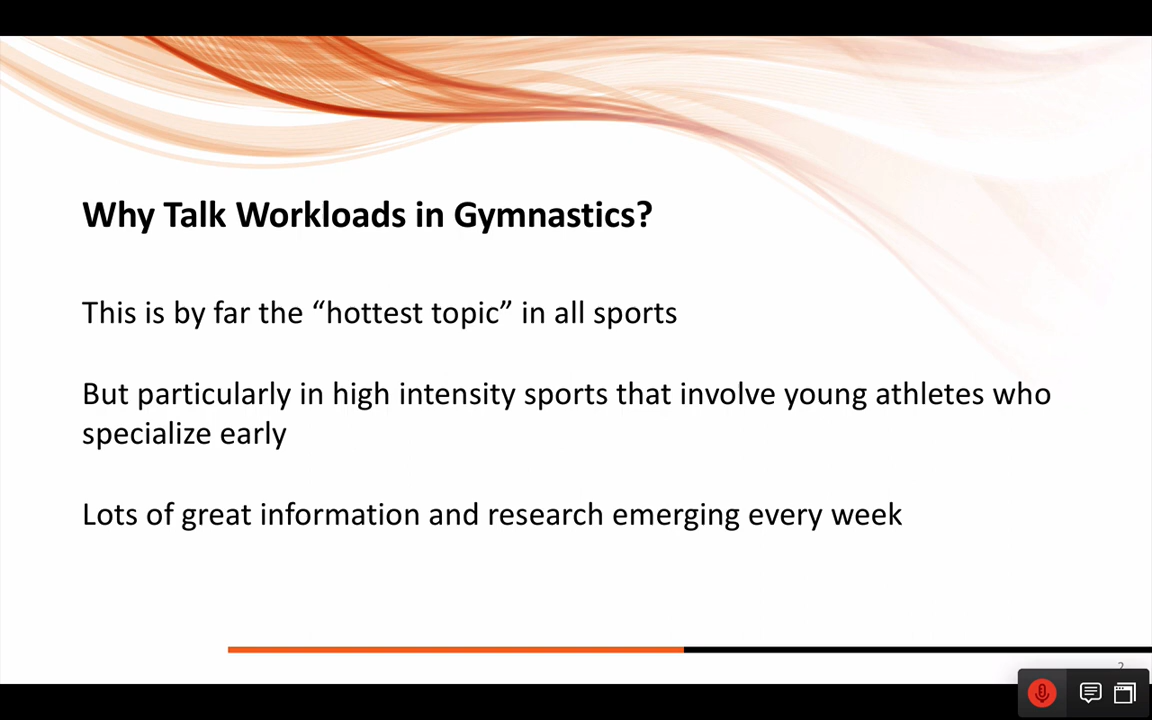 Why Talk Workloads in Gymnastics?
This is by far the “hottest topic” in all sports
But particularly in high intensity sports that involve young athletes who
specialize early
Lots of great information and research emerging every week
2